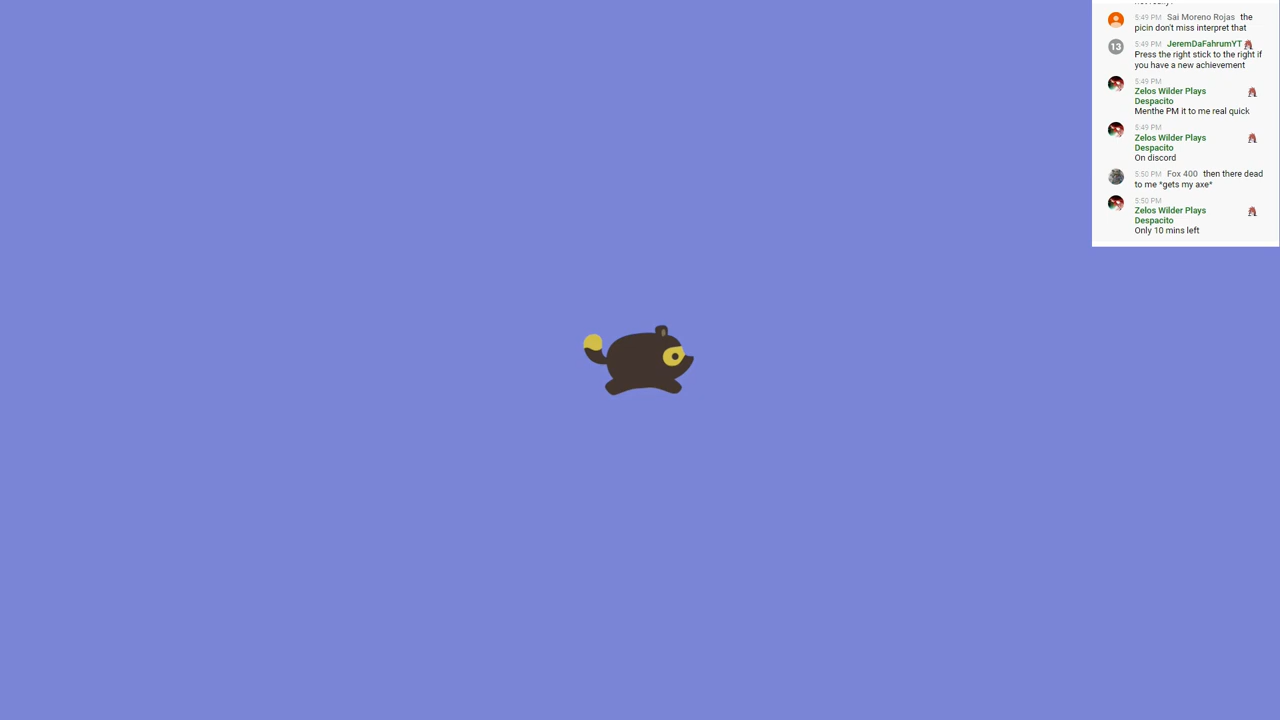 5:49 PM Sai Moreno Rojas the
picin don't miss interpret that
13
5:49 PM JeremDaFahrumYT
Press the right stick to the right if
you have a new achievement
5:49 PM
Zelos Wilder Plays
Despacito
Menthe PM it to me real quick
5:49 PM
Zelos Wilder Plays
Despacito
On discord
5:50 PM Fox 400 then there dead
to me *gets my axe*
5:50 PM
Zelos Wilder Plays
Despacito
Only 10 mins left